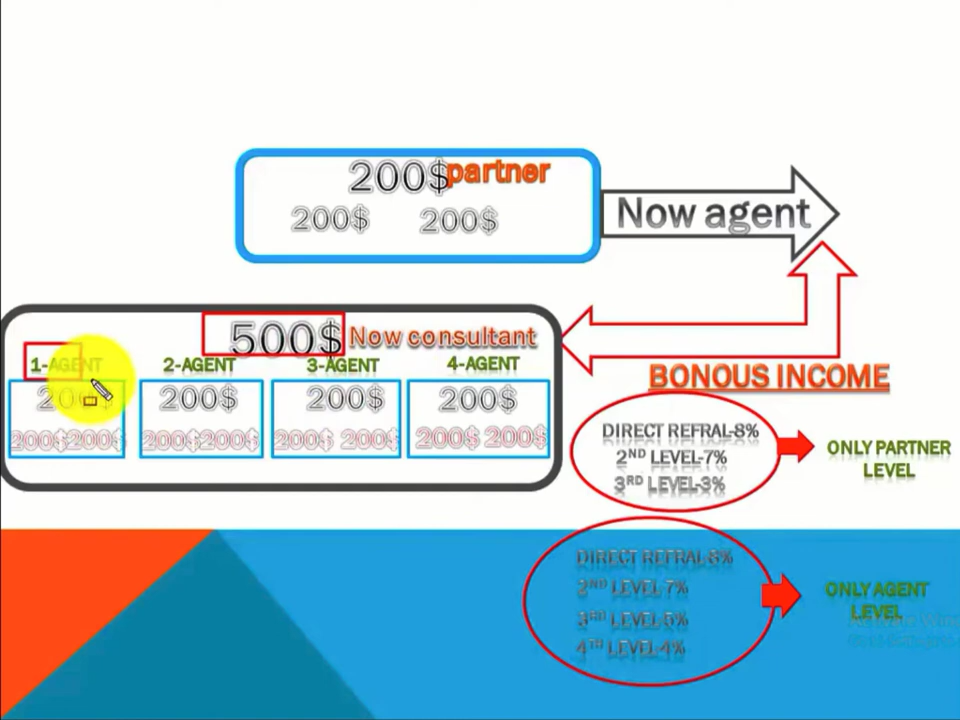 200$ partner
200$ 200$
Now agent
500$ Now consultant
1-AGENT 2-AGENT 3-AGENT 4-AGENT
200$ 200$ 200$ 200$
200$ 200$ 200$ 200$ 200$ 200$ 200$ 200$
BONOUS INCOME
DIRECT REFRAL-8%
2ND LEVEL-7%
3RD LEVEL-3%
ONLY PARTNER
LEVEL
DIRECT REFRAL-8%
2ND LEVEL-7%
3RD LEVEL-5%
4TH LEVEL-4%
ONLY AGENT
LEVEL